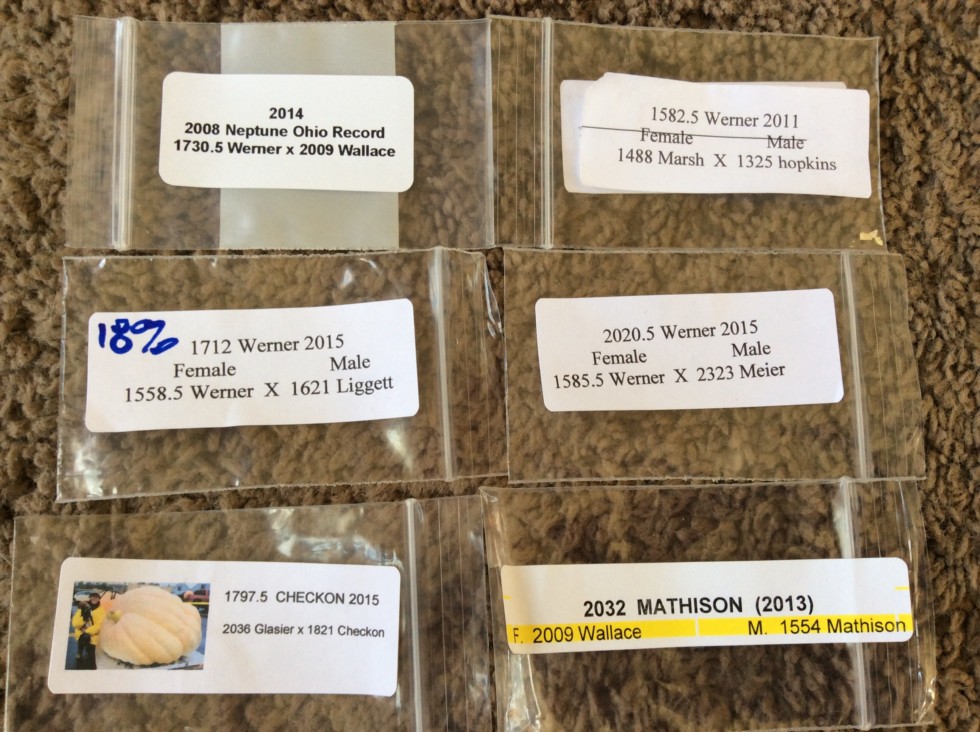 2014
2008 Neptune Ohio Record
1730.5 Werner x 2009 Wallace
1582.5 Werner 2011
Female Male
1488 Marsh X 1325 hopkins
18%
1712 Werner 2015
Female Male
1558.5 Werner X 1621 Liggett
2020.5 Werner 2015
Female Male
1585.5 Werner X 2323 Meier
1797.5 CHECKON 2015
2036 Glasier x 1821 Checkon
2032 MATHISON (2013)
F. 2009 Wallace M. 1554 Mathison